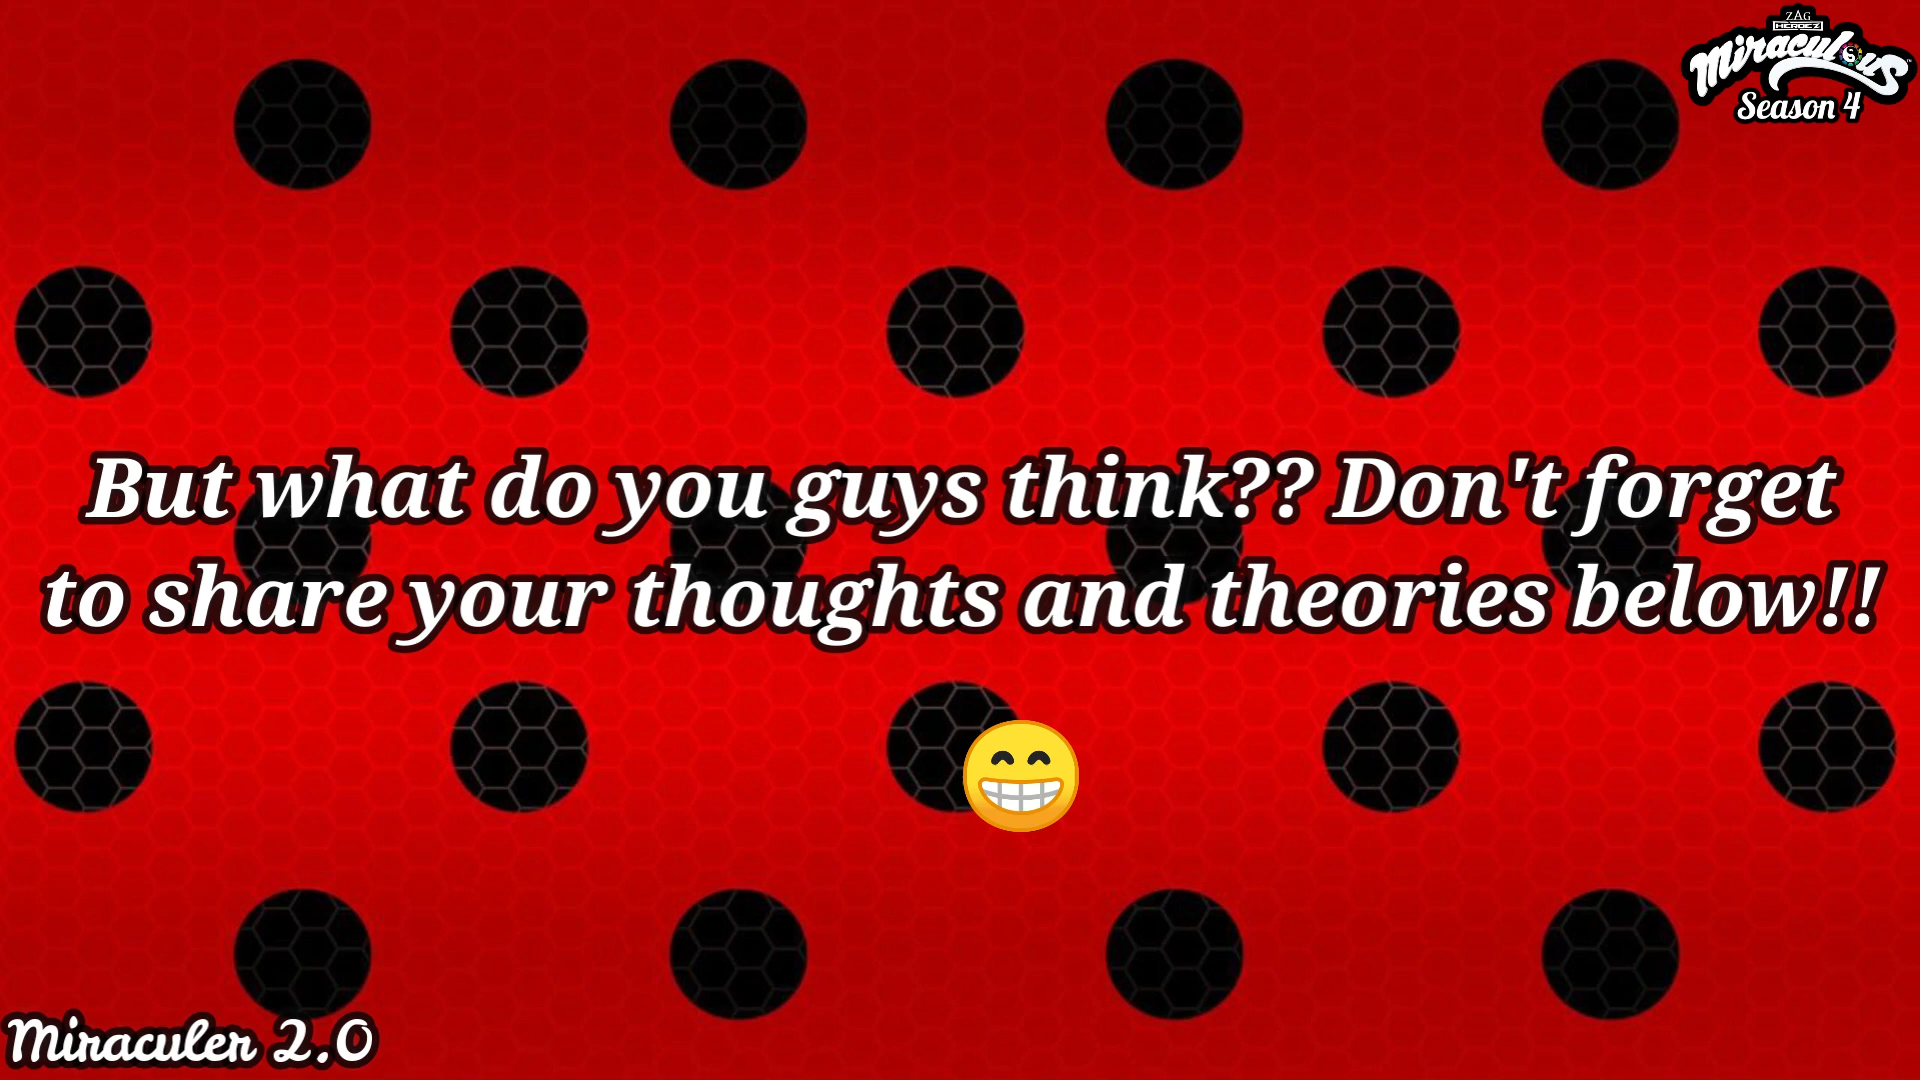 ZAG
HEROEZ
Miraculous
Season 4
But what do you guys think?? Don't forget
to share your thoughts and theories below!!
Miraculer 2.0